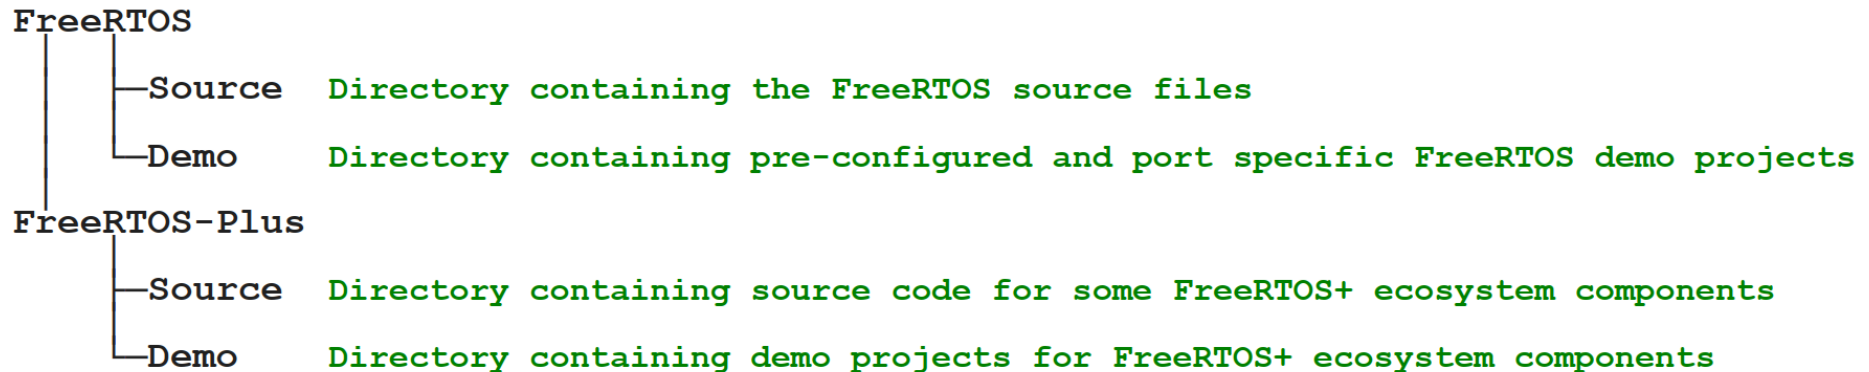 FreeRTOS
Source Directory containing the FreeRTOS source files
Demo Directory containing pre-configured and port specific FreeRTOS demo projects
FreeRTOS-Plus
Source Directory containing source code for some FreeRTOS+ ecosystem components
Demo Directory containing demo projects for FreeRTOS+ ecosystem components